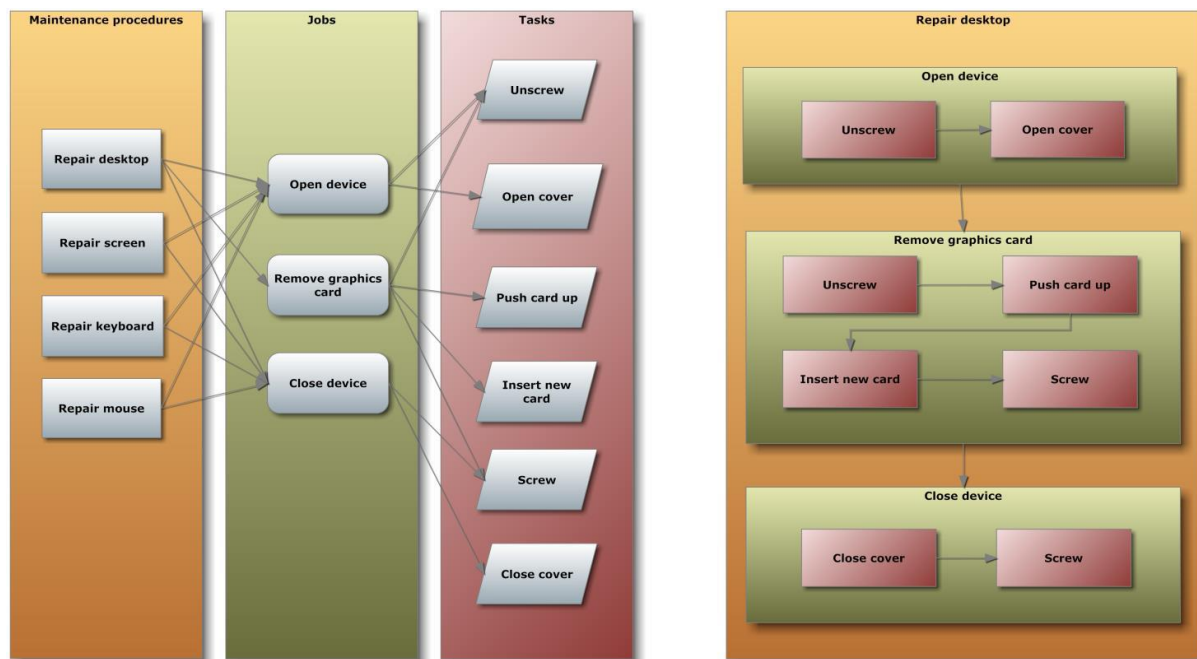 Maintenance procedures
Repair desktop
Repair screen
Repair keyboard
Repair mouse
Jobs
Open device
Remove graphics
card
Close device
Tasks
Unscrew
Open cover
Push card up
Insert new
card
Screw
Close cover
Repair desktop
Open device
Unscrew
Open cover
Remove graphics card
Unscrew
Push card up
Insert new card
Screw
Close device
Close cover
Screw